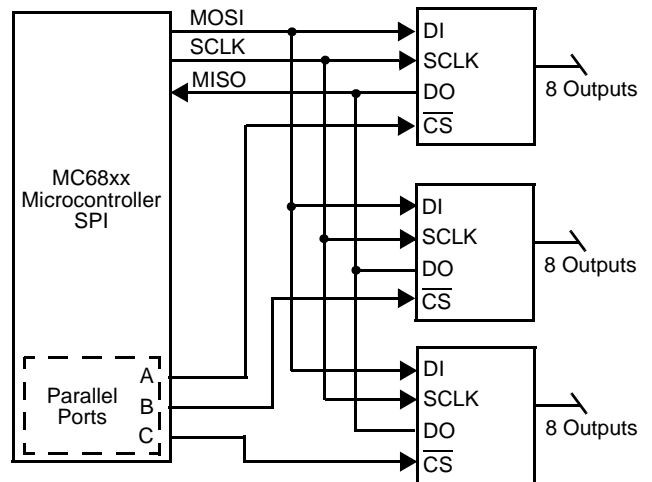 MOSI
SCLK
MISO
MC68xx
Microcontroller
SPI
Parallel
Ports
A
B
C
DI
SCLK
DO
CS
8 Outputs
DI
SCLK
DO
CS
8 Outputs
DI
SCLK
DO
CS
8 Outputs